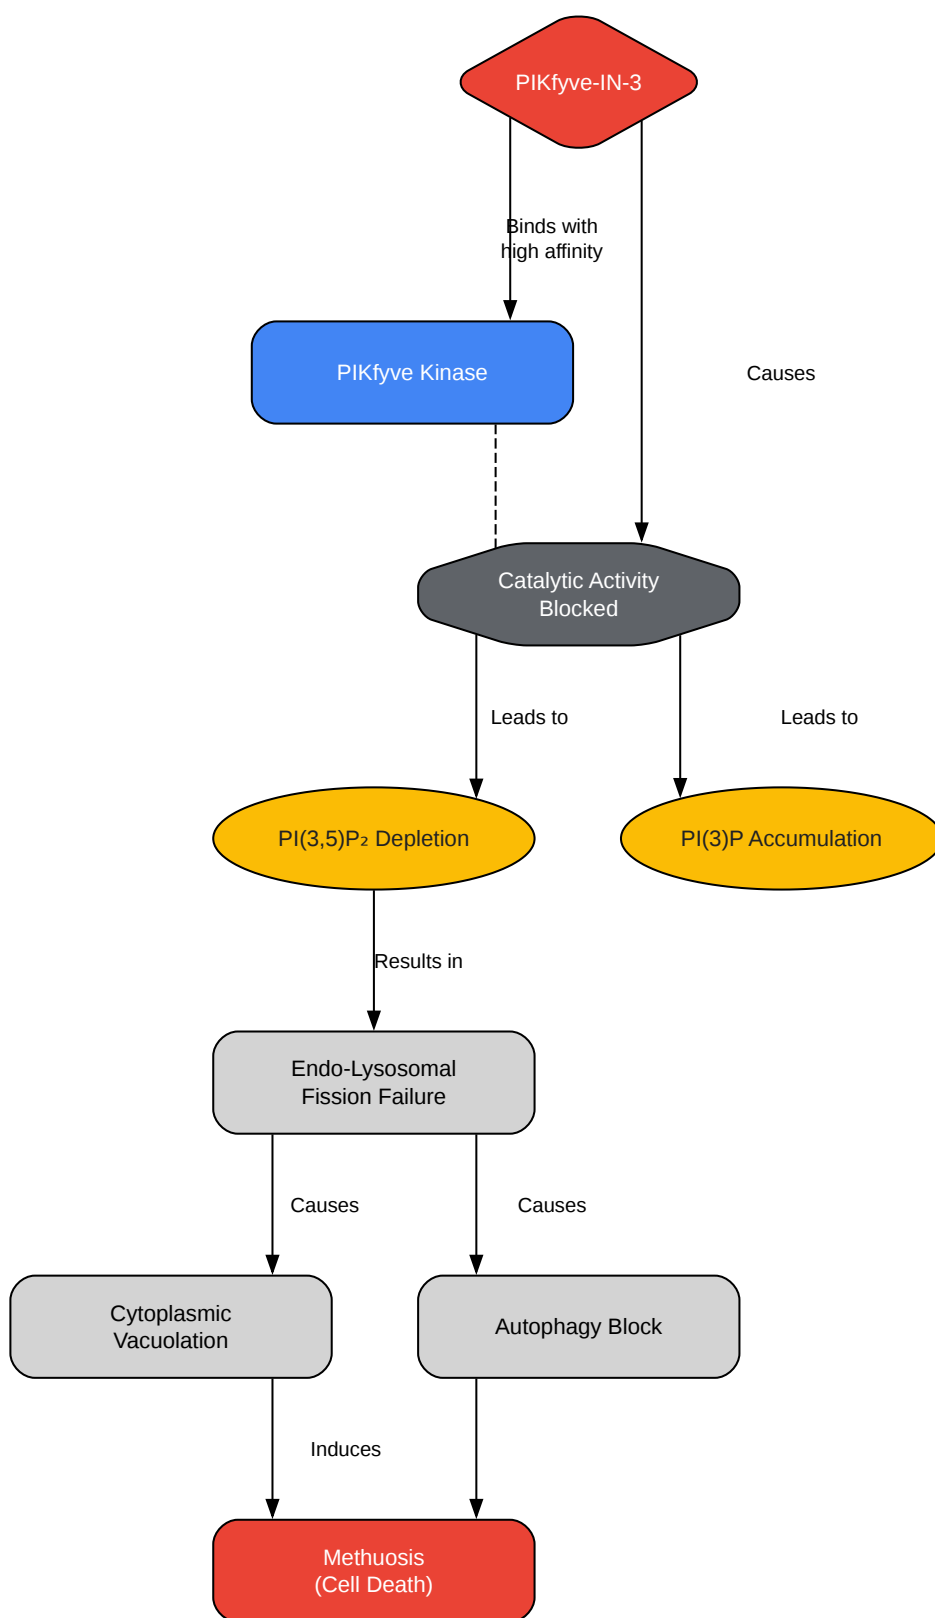 PIKfyve-IN-3
Binds with
high affinity
PIKfyve Kinase
Causes
Catalytic Activity
Blocked
Leads to
Leads to
PI(3,5)P₂ Depletion
PI(3)P Accumulation
Results in
Endo-Lysosomal
Fission Failure
Causes
Causes
Cytoplasmic
Vacuolation
Autophagy Block
Induces
Methuosis
(Cell Death)